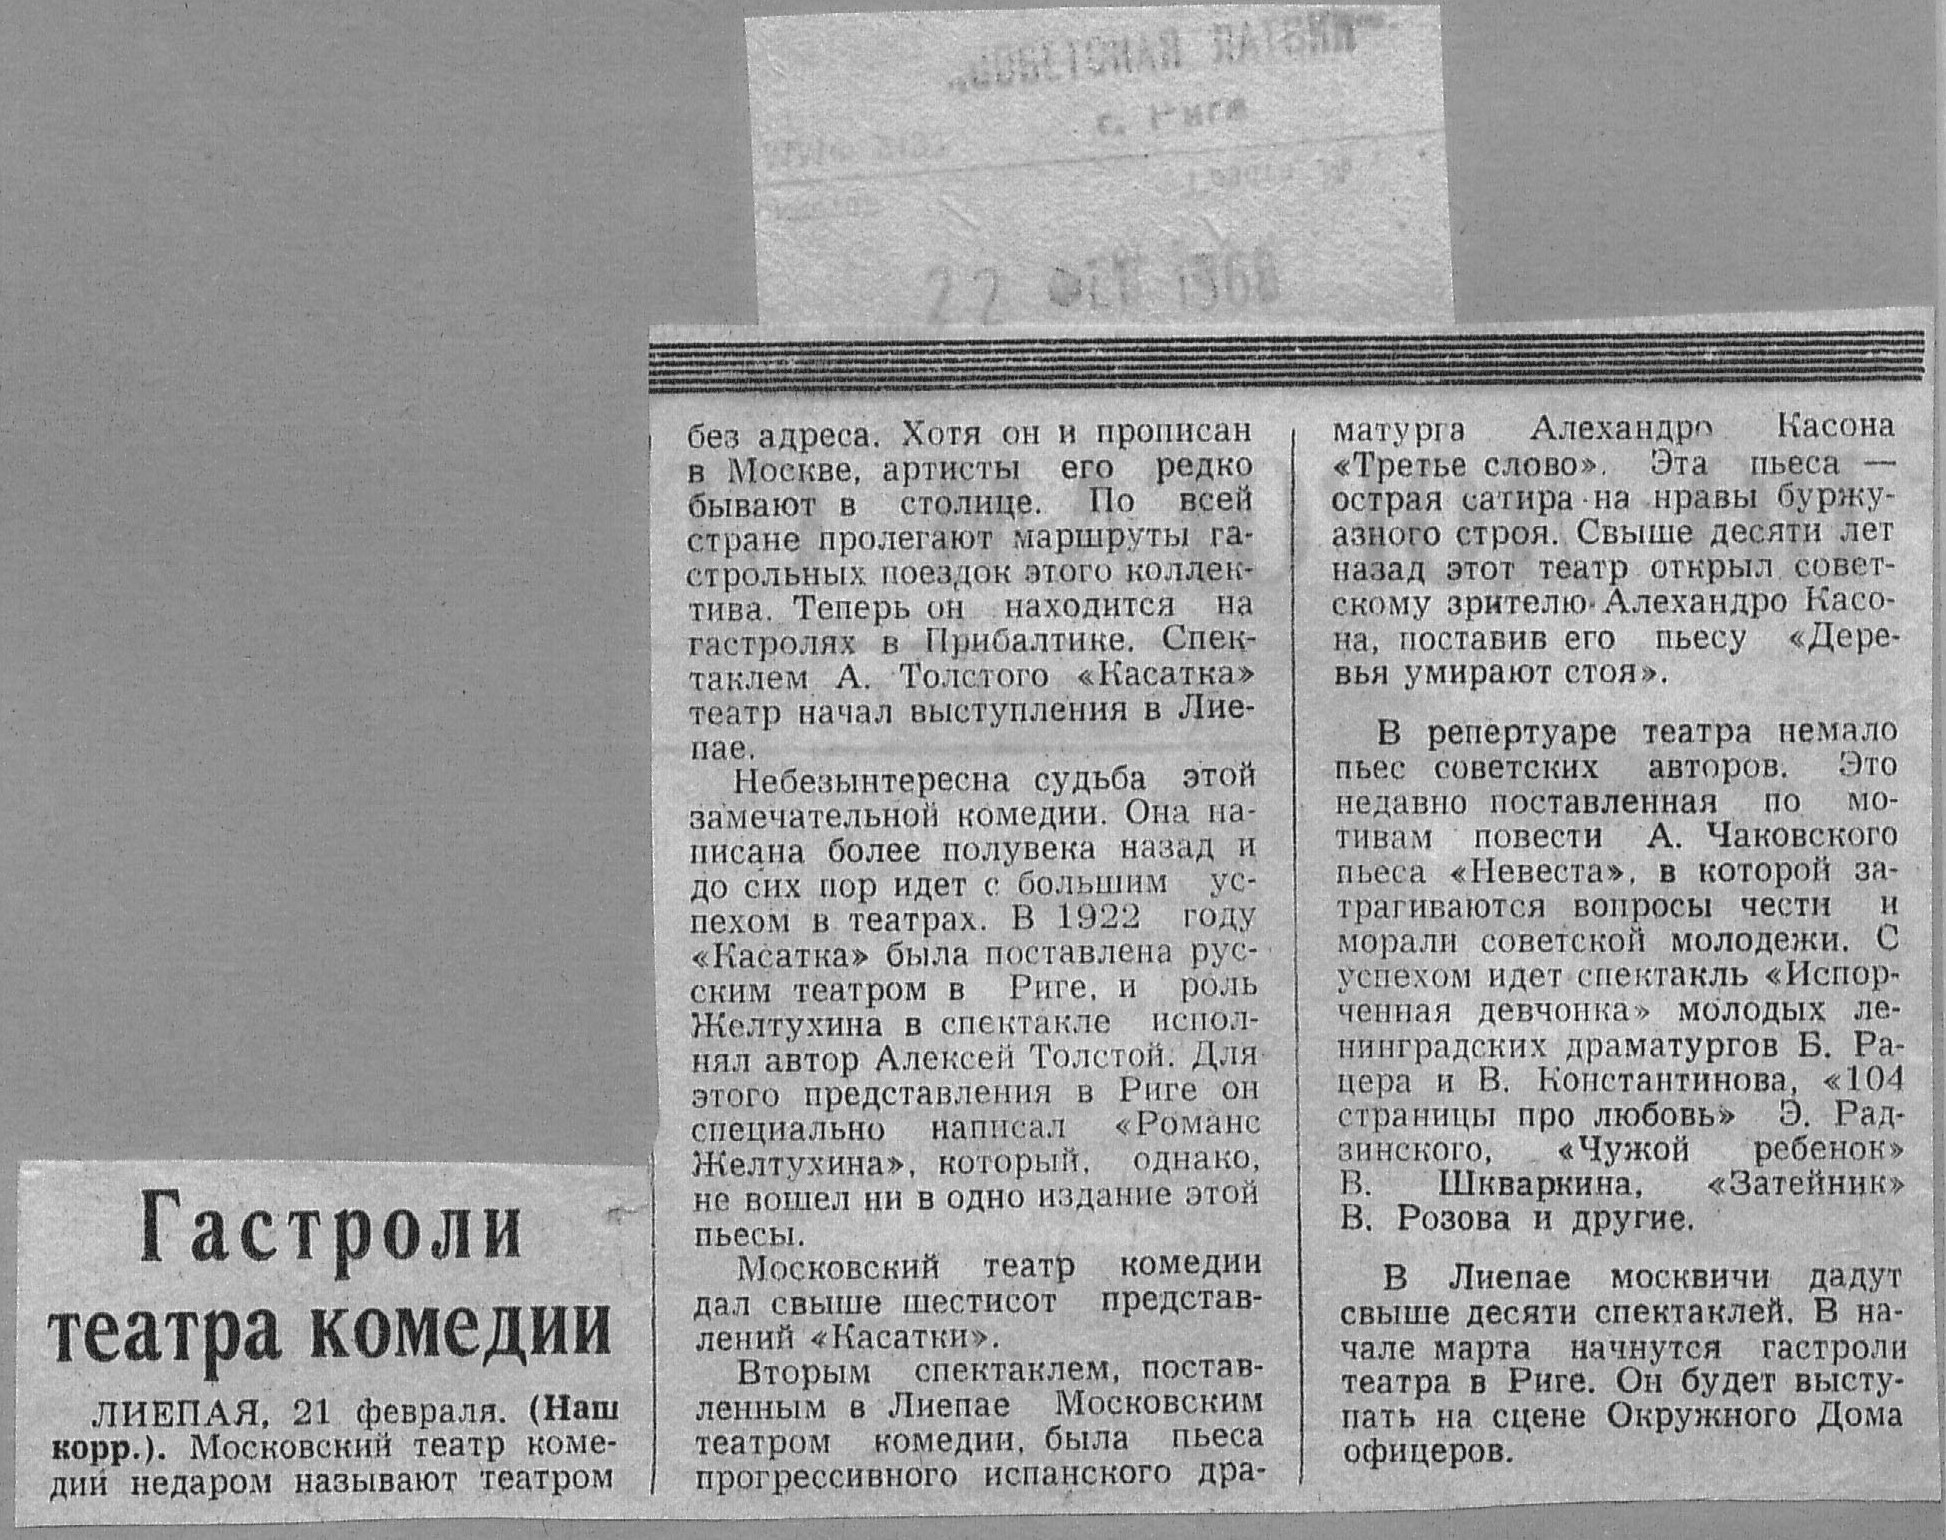 г. Рига
22 ФЕВ 1968
Гастроли
театра комедии
ЛИЕПАЯ, 21 февраля. (Наш
корр.). Московский театр коме-
дий недаром называют театром
без адреса. Хотя он и прописан
в Москве, артисты его редко
бывают в столице. По всей
стране пролегают маршруты га-
строльных поездок этого коллек-
тива. Теперь он находится на
гастролях в Прибалтике. Спек-
таклем А. Толстого «Касатка»
театр начал выступления в Лие-
пае.
Небезынтересна судьба этой
замечательной комедии. Она на-
писана более полувека назад и
до сих пор идет с большим ус-
пехом в театрах. В 1922 году
«Касатка» была поставлена рус-
ским театром в Риге, и роль
Желтухина в спектакле испол-
нял автор Алексей Толстой. Для
этого представления в Риге он
специально написал «Романс
Желтухина», который, однако,
не вошел ни в одно издание этой
пьесы.
Московский театр комедии
дал свыше шестисот представ-
лений «Касатки».
Вторым спектаклем, постав-
ленным в Лиепае Московским
театром комедии, была пьеса
прогрессивного испанского дра-
матурга Алехандро Касона
«Третье слово». Эта пьеса —
острая сатира на нравы буржу-
азного строя. Свыше десяти лет
назад этот театр открыл совет-
скому зрителю Алехандро Касо-
на, поставив его пьесу «Дере-
вья умирают стоя».
В репертуаре театра немало
пьес советских авторов. Это
недавно поставленная по мо-
тивам повести А. Чаковского
пьеса «Невеста», в которой за-
трагиваются вопросы чести и
морали советской молодежи. С
успехом идет спектакль «Испор-
ченная девчонка» молодых ле-
нинградских драматургов Б. Ра-
цера и В. Константинова, «104
страницы про любовь» Э. Рад-
зинского, «Чужой ребенок»
В. Шкваркина, «Затейник»
В. Розова и другие.
В Лиепае москвичи дадут
свыше десяти спектаклей. В на-
чале марта начнутся гастроли
театра в Риге. Он будет высту-
пать на сцене Окружного Дома
офицеров.